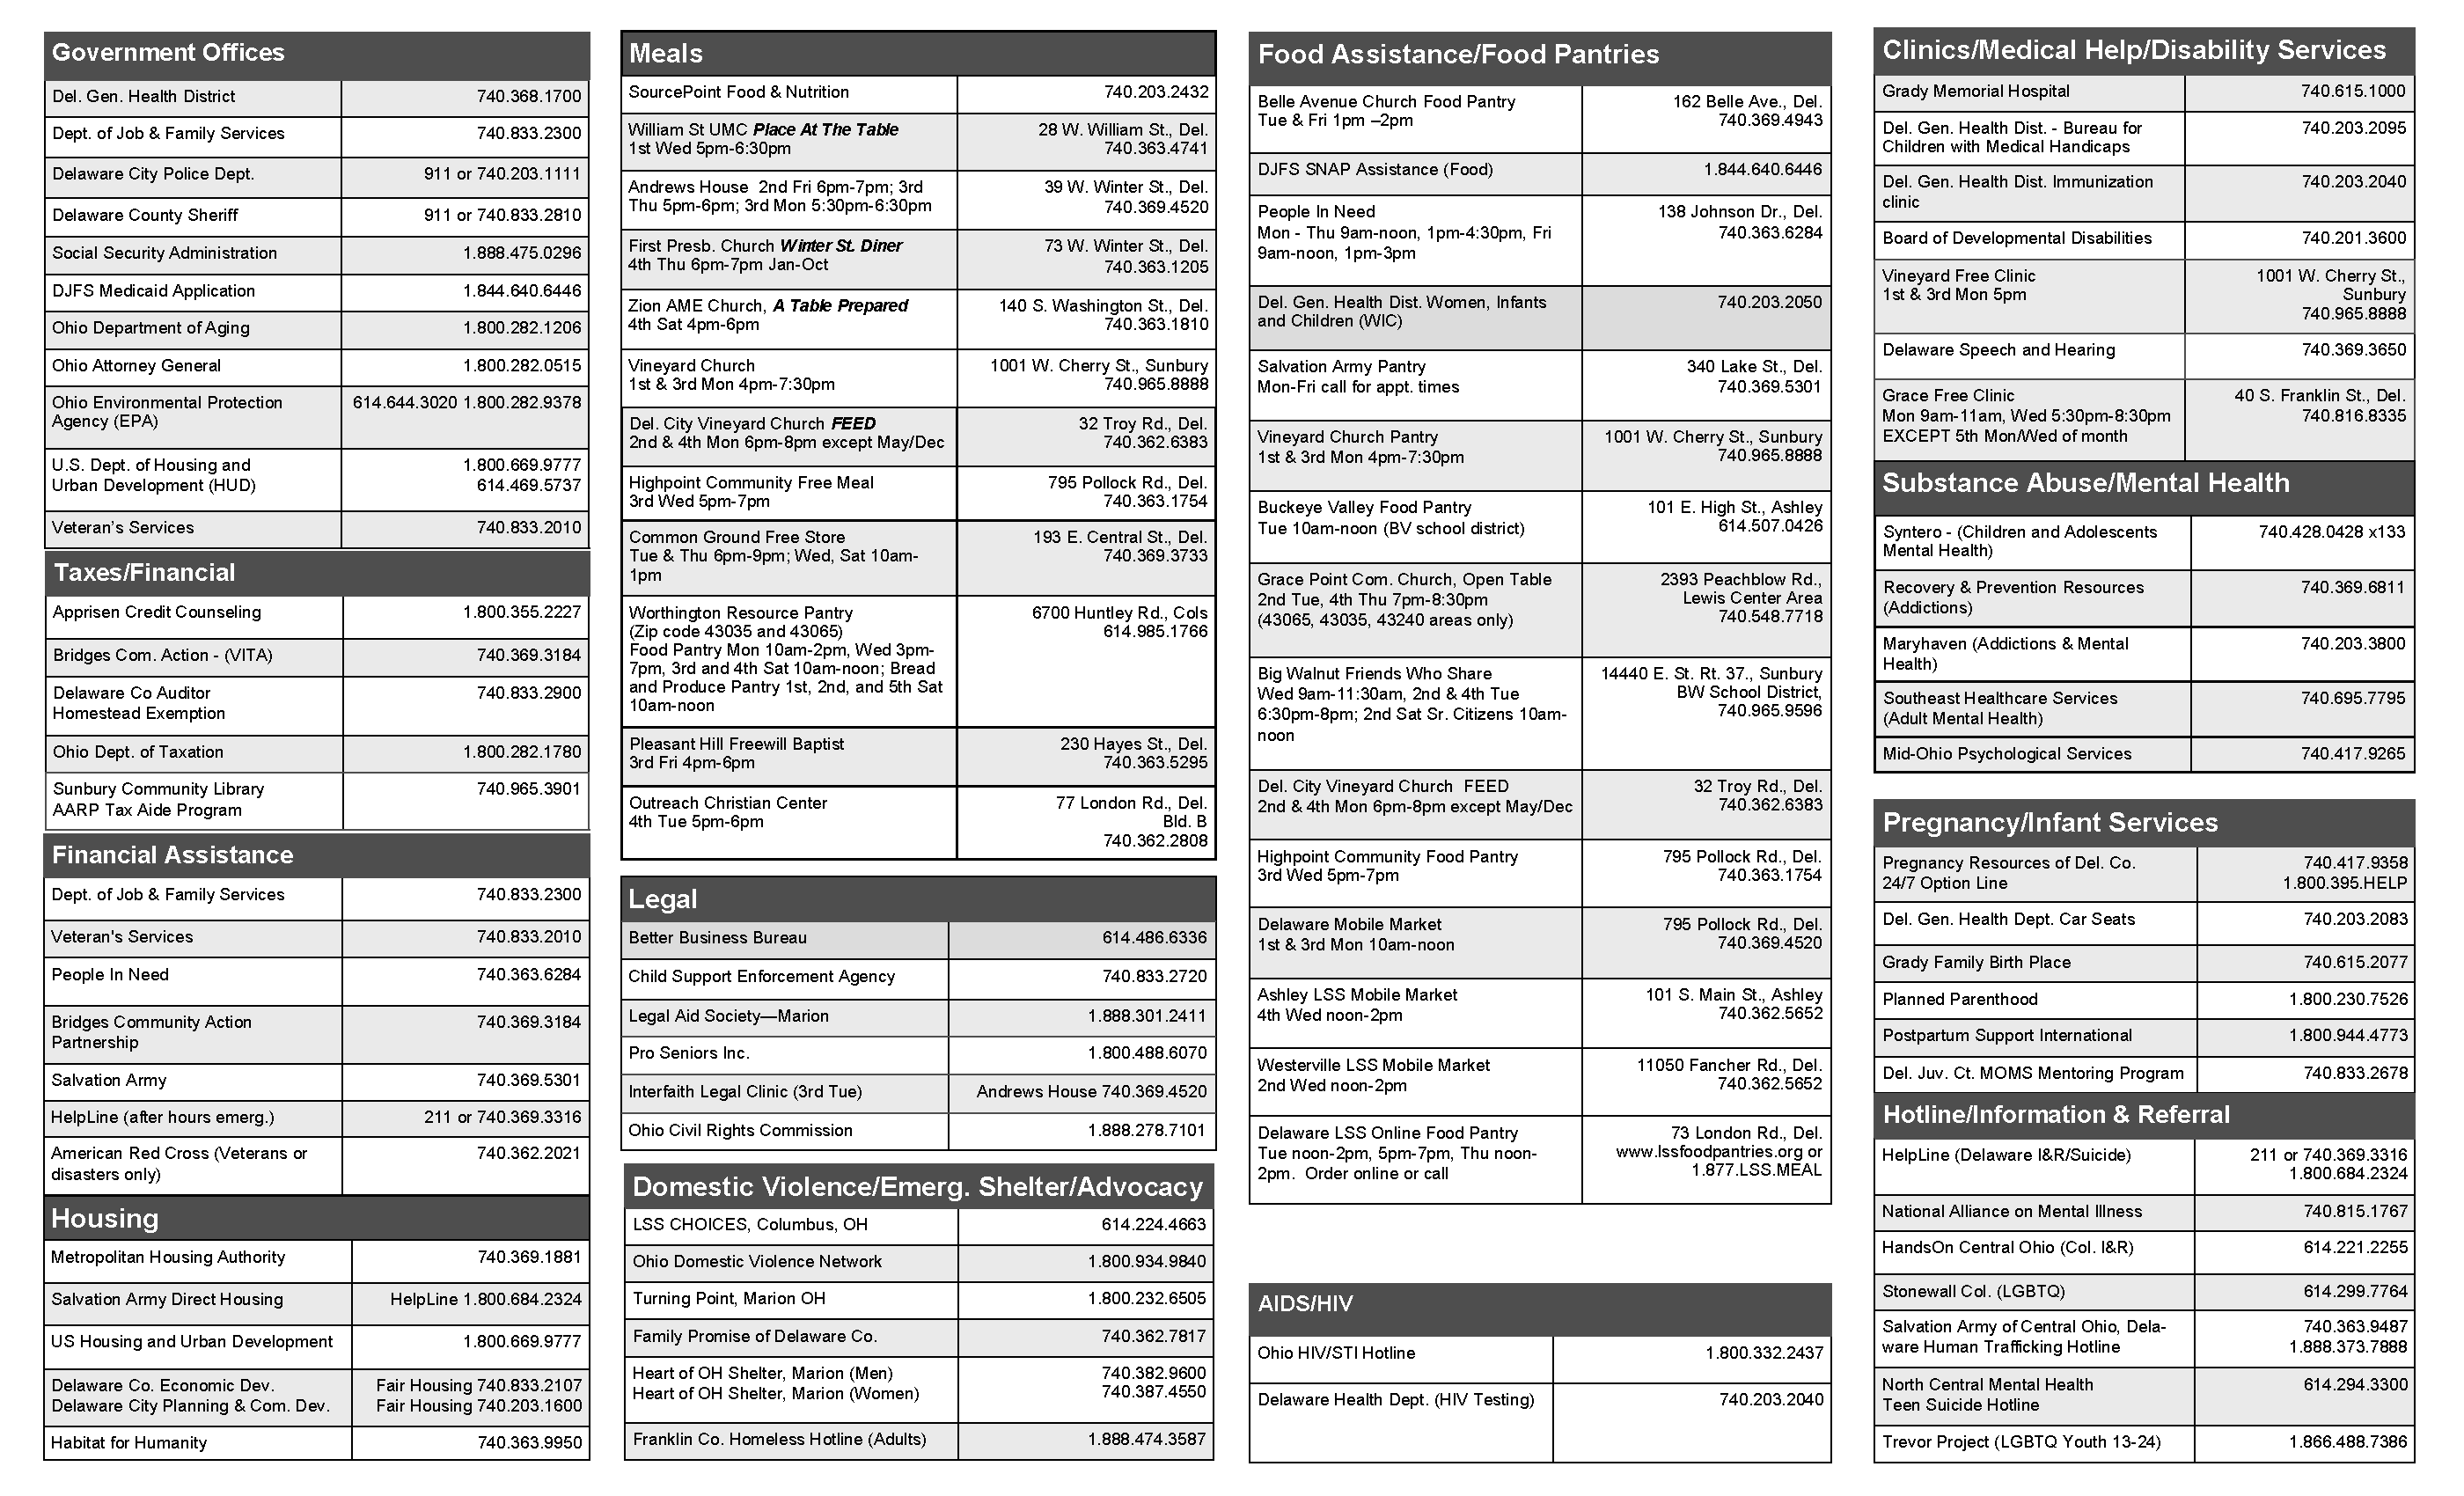 Government Offices
Del. Gen. Health District 740.368.1700
Dept. of Job & Family Services 740.833.2300
Delaware City Police Dept. 911 or 740.203.1111
Delaware County Sheriff 911 or 740.833.2810
Social Security Administration 1.888.475.0296
DJFS Medicaid Application 1.844.640.6446
Ohio Department of Aging 1.800.282.1206
Ohio Attorney General 1.800.282.0515
Ohio Environmental Protection 614.644.3020 1.800.282.9378
Agency (EPA)
U.S. Dept. of Housing and 1.800.669.9777
Urban Development (HUD) 614.469.5737
Veteran’s Services 740.833.2010
Taxes/Financial
Apprisen Credit Counseling 1.800.355.2227
Bridges Com. Action - (VITA) 740.369.3184
Delaware Co Auditor 740.833.2900
Homestead Exemption
Ohio Dept. of Taxation 1.800.282.1780
Sunbury Community Library 740.965.3901
AARP Tax Aide Program
Financial Assistance
Dept. of Job & Family Services 740.833.2300
Veteran's Services 740.833.2010
People In Need 740.363.6284
Bridges Community Action 740.369.3184
Partnership
Salvation Army 740.369.5301
HelpLine (after hours emerg.) 211 or 740.369.3316
American Red Cross (Veterans or 740.362.2021
disasters only)
Housing
Metropolitan Housing Authority 740.369.1881
Salvation Army Direct Housing HelpLine 1.800.684.2324
US Housing and Urban Development 1.800.669.9777
Delaware Co. Economic Dev. Fair Housing 740.833.2107
Delaware City Planning & Com. Dev. Fair Housing 740.203.1600
Habitat for Humanity 740.363.9950
Meals
SourcePoint Food & Nutrition 740.203.2432
William St UMC Place At The Table 28 W. William St., Del.
1st Wed 5pm-6:30pm 740.363.4741
Andrews House 2nd Fri 6pm-7pm; 3rd 39 W. Winter St., Del.
Thu 5pm-6pm; 3rd Mon 5:30pm-6:30pm 740.369.4520
First Presb. Church Winter St. Diner 73 W. Winter St., Del.
4th Thu 6pm-7pm Jan-Oct 740.363.1205
Zion AME Church, A Table Prepared 140 S. Washington St., Del.
4th Sat 4pm-6pm 740.363.1810
Vineyard Church 1001 W. Cherry St., Sunbury
1st & 3rd Mon 4pm-7:30pm 740.965.8888
Del. City Vineyard Church FEED 32 Troy Rd., Del.
2nd & 4th Mon 6pm-8pm except May/Dec 740.362.6383
Highpoint Community Free Meal 795 Pollock Rd., Del.
3rd Wed 5pm-7pm 740.363.1754
Common Ground Free Store 193 E. Central St., Del.
Tue & Thu 6pm-9pm; Wed, Sat 10am- 740.369.3733
1pm
Worthington Resource Pantry 6700 Huntley Rd., Cols
(Zip code 43035 and 43065) 614.985.1766
Food Pantry Mon 10am-2pm, Wed 3pm-
7pm, 3rd and 4th Sat 10am-noon; Bread
and Produce Pantry 1st, 2nd, and 5th Sat
10am-noon
Pleasant Hill Freewill Baptist 230 Hayes St., Del.
3rd Fri 4pm-6pm 740.363.5295
Outreach Christian Center 77 London Rd., Del.
4th Tue 5pm-6pm Bld. B
740.362.2808
Legal
Better Business Bureau 614.486.6336
Child Support Enforcement Agency 740.833.2720
Legal Aid Society—Marion 1.888.301.2411
Pro Seniors Inc. 1.800.488.6070
Interfaith Legal Clinic (3rd Tue) Andrews House 740.369.4520
Ohio Civil Rights Commission 1.888.278.7101
Domestic Violence/Emerg. Shelter/Advocacy
LSS CHOICES, Columbus, OH 614.224.4663
Ohio Domestic Violence Network 1.800.934.9840
Turning Point, Marion OH 1.800.232.6505
Family Promise of Delaware Co. 740.362.7817
Heart of OH Shelter, Marion (Men) 740.382.9600
Heart of OH Shelter, Marion (Women) 740.387.4550
Franklin Co. Homeless Hotline (Adults) 1.888.474.3587
Food Assistance/Food Pantries
Belle Avenue Church Food Pantry 162 Belle Ave., Del.
Tue & Fri 1pm –2pm 740.369.4943
DJFS SNAP Assistance (Food) 1.844.640.6446
People In Need 138 Johnson Dr., Del.
Mon - Thu 9am-noon, 1pm-4:30pm, Fri 740.363.6284
9am-noon, 1pm-3pm
Del. Gen. Health Dist. Women, Infants 740.203.2050
and Children (WIC)
Salvation Army Pantry 340 Lake St., Del.
Mon-Fri call for appt. times 740.369.5301
Vineyard Church Pantry 1001 W. Cherry St., Sunbury
1st & 3rd Mon 4pm-7:30pm 740.965.8888
Buckeye Valley Food Pantry 101 E. High St., Ashley
Tue 10am-noon (BV school district) 614.507.0426
Grace Point Com. Church, Open Table 2393 Peachblow Rd.,
2nd Tue, 4th Thu 7pm-8:30pm Lewis Center Area
(43065, 43035, 43240 areas only) 740.548.7718
Big Walnut Friends Who Share 14440 E. St. Rt. 37., Sunbury
Wed 9am-11:30am, 2nd & 4th Tue BW School District,
6:30pm-8pm; 2nd Sat Sr. Citizens 10am- 740.965.9596
noon
Del. City Vineyard Church FEED 32 Troy Rd., Del.
2nd & 4th Mon 6pm-8pm except May/Dec 740.362.6383
Highpoint Community Food Pantry 795 Pollock Rd., Del.
3rd Wed 5pm-7pm 740.363.1754
Delaware Mobile Market 795 Pollock Rd., Del.
1st & 3rd Mon 10am-noon 740.369.4520
Ashley LSS Mobile Market 101 S. Main St., Ashley
4th Wed noon-2pm 740.362.5652
Westerville LSS Mobile Market 11050 Fancher Rd., Del.
2nd Wed noon-2pm 740.362.5652
Delaware LSS Online Food Pantry 73 London Rd., Del.
Tue noon-2pm, 5pm-7pm, Thu noon- www.lssfoodpantries.org or
2pm. Order online or call 1.877.LSS.MEAL
AIDS/HIV
Ohio HIV/STI Hotline 1.800.332.2437
Delaware Health Dept. (HIV Testing) 740.203.2040
Clinics/Medical Help/Disability Services
Grady Memorial Hospital 740.615.1000
Del. Gen. Health Dist. - Bureau for 740.203.2095
Children with Medical Handicaps
Del. Gen. Health Dist. Immunization 740.203.2040
clinic
Board of Developmental Disabilities 740.201.3600
Vineyard Free Clinic 1001 W. Cherry St.,
1st & 3rd Mon 5pm Sunbury
740.965.8888
Delaware Speech and Hearing 740.369.3650
Grace Free Clinic 40 S. Franklin St., Del.
Mon 9am-11am, Wed 5:30pm-8:30pm 740.816.8335
EXCEPT 5th Mon/Wed of month
Substance Abuse/Mental Health
Syntero - (Children and Adolescents 740.428.0428 x133
Mental Health)
Recovery & Prevention Resources 740.369.6811
(Addictions)
Maryhaven (Addictions & Mental 740.203.3800
Health)
Southeast Healthcare Services 740.695.7795
(Adult Mental Health)
Mid-Ohio Psychological Services 740.417.9265
Pregnancy/Infant Services
Pregnancy Resources of Del. Co. 740.417.9358
24/7 Option Line 1.800.395.HELP
Del. Gen. Health Dept. Car Seats 740.203.2083
Grady Family Birth Place 740.615.2077
Planned Parenthood 1.800.230.7526
Postpartum Support International 1.800.944.4773
Del. Juv. Ct. MOMS Mentoring Program 740.833.2678
Hotline/Information & Referral
HelpLine (Delaware I&R/Suicide) 211 or 740.369.3316
1.800.684.2324
National Alliance on Mental Illness 740.815.1767
HandsOn Central Ohio (Col. I&R) 614.221.2255
Stonewall Col. (LGBTQ) 614.299.7764
Salvation Army of Central Ohio, Dela- 740.363.9487
ware Human Trafficking Hotline 1.888.373.7888
North Central Mental Health 614.294.3300
Teen Suicide Hotline
Trevor Project (LGBTQ Youth 13-24) 1.866.488.7386